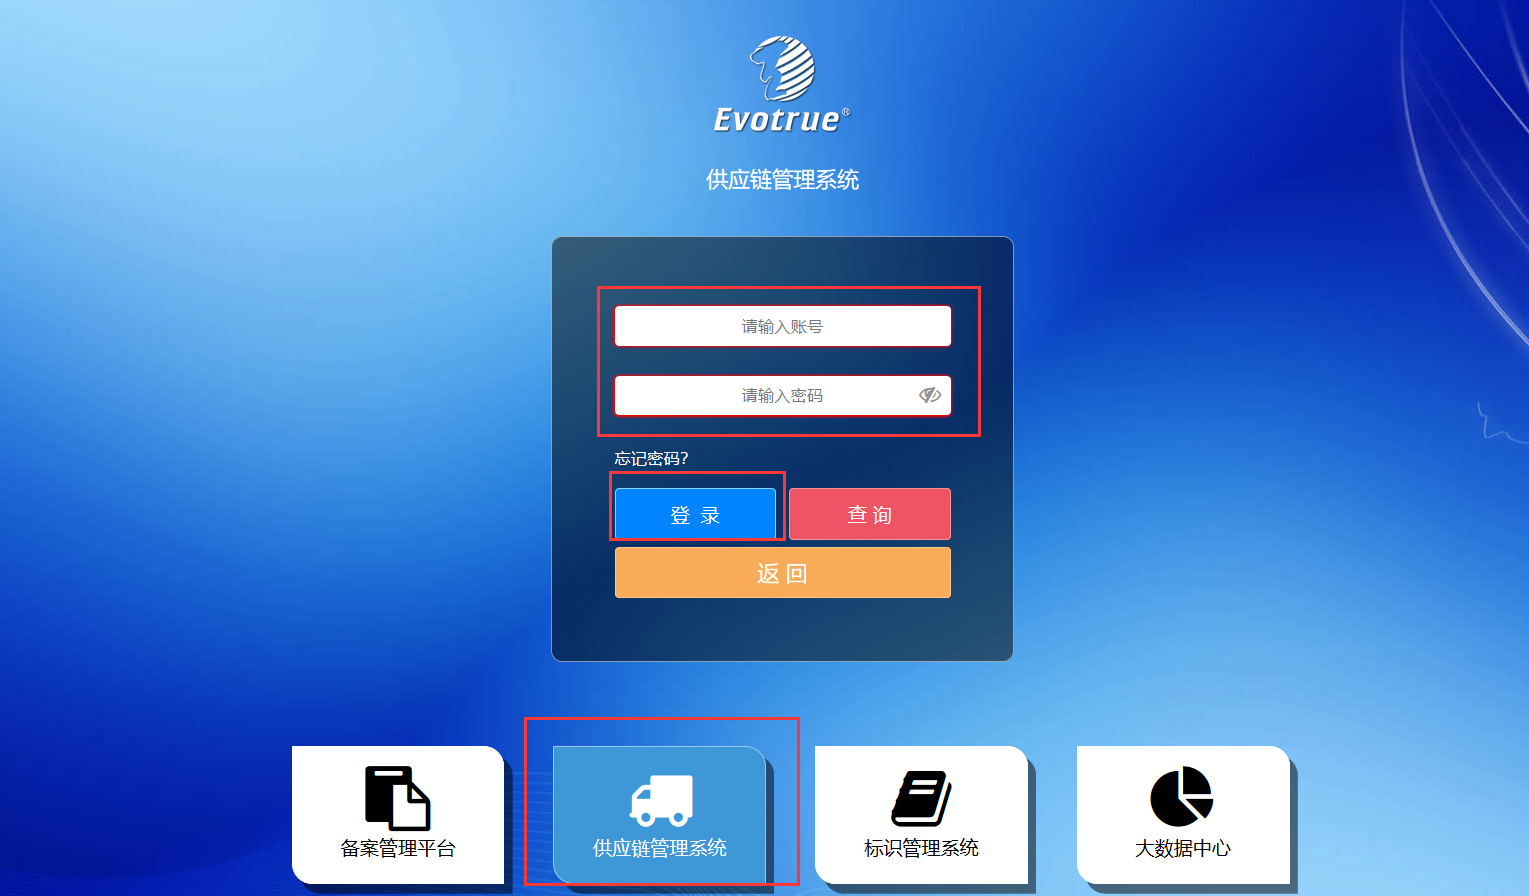 Evotrue®
供应链管理系统
请输入账号
请输入密码
忘记密码?
登 录
查 询
返 回
备案管理平台
供应链管理系统
标识管理系统
大数据中心